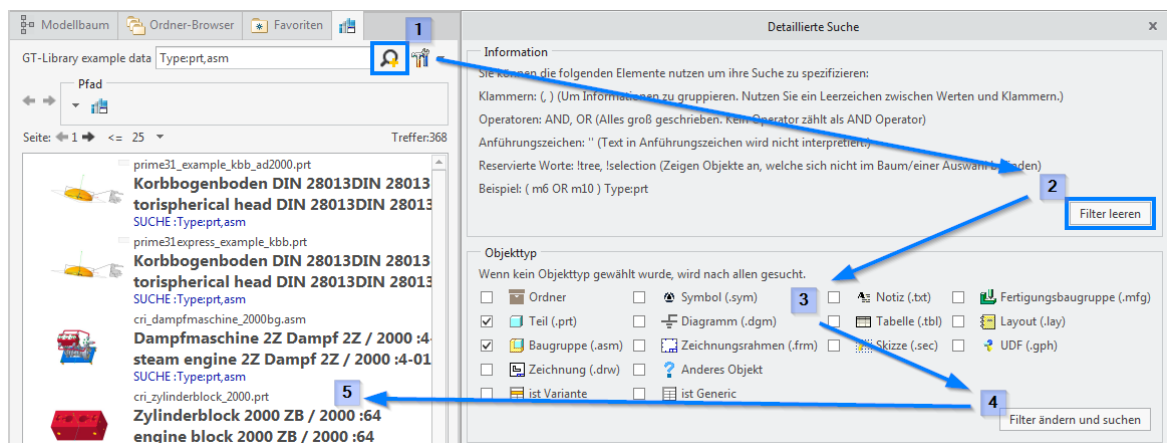 Modellbaum Ordner-Browser Favoriten
1
GT-Library example data Type:prt,asm
Pfad
Seite: 1 <= 25 Treffer:368
prime31_example_kbb_ad2000.prt
Korbbogenboden DIN 28013DIN 28013
torispherical head DIN 28013DIN 28013
SUCHE :Type:prt,asm
prime31express_example_kbb.prt
Korbbogenboden DIN 28013DIN 28013
torispherical head DIN 28013DIN 28013
SUCHE :Type:prt,asm
cri_dampfmaschine_2000bg.asm
Dampfmaschine 2Z Dampf 2Z / 2000 :4-
steam engine 2Z Dampf 2Z / 2000 :4-01
SUCHE :Type:prt,asm
5
cri_zylinderblock_2000.prt
Zylinderblock 2000 ZB / 2000 :64
engine block 2000 ZB / 2000 :64
Detaillierte Suche x
Information
Sie können die folgenden Elemente nutzen um ihre Suche zu spezifizieren:
Klammern: (, ) (Um Informationen zu gruppieren. Nutzen Sie ein Leerzeichen zwischen Werten und Klammern.)
Operatoren: AND, OR (Alles groß geschrieben. Kein Operator zählt als AND Operator)
Anführungszeichen: '' (Text in Anführungszeichen wird nicht interpretiert.)
Reservierte Worte: !tree, !selection (Zeigen Objekte an, welche sich nicht im Baum/einer Auswahl befinden)
Beispiel: ( m6 OR m10 ) Type:prt
2
Filter leeren
Objekttyp
Wenn kein Objekttyp gewählt wurde, wird nach allen gesucht.
Ordner Symbol (.sym) 3 Notiz (.txt) Fertigungsbaugruppe (.mfg)
Teil (.prt) Diagramm (.dgm) Tabelle (.tbl) Layout (.lay)
Baugruppe (.asm) Zeichnungsrahmen (.frm) Skizze (.sec) UDF (.gph)
Zeichnung (.drw) Anderes Objekt
ist Variante ist Generic
4
Filter ändern und suchen